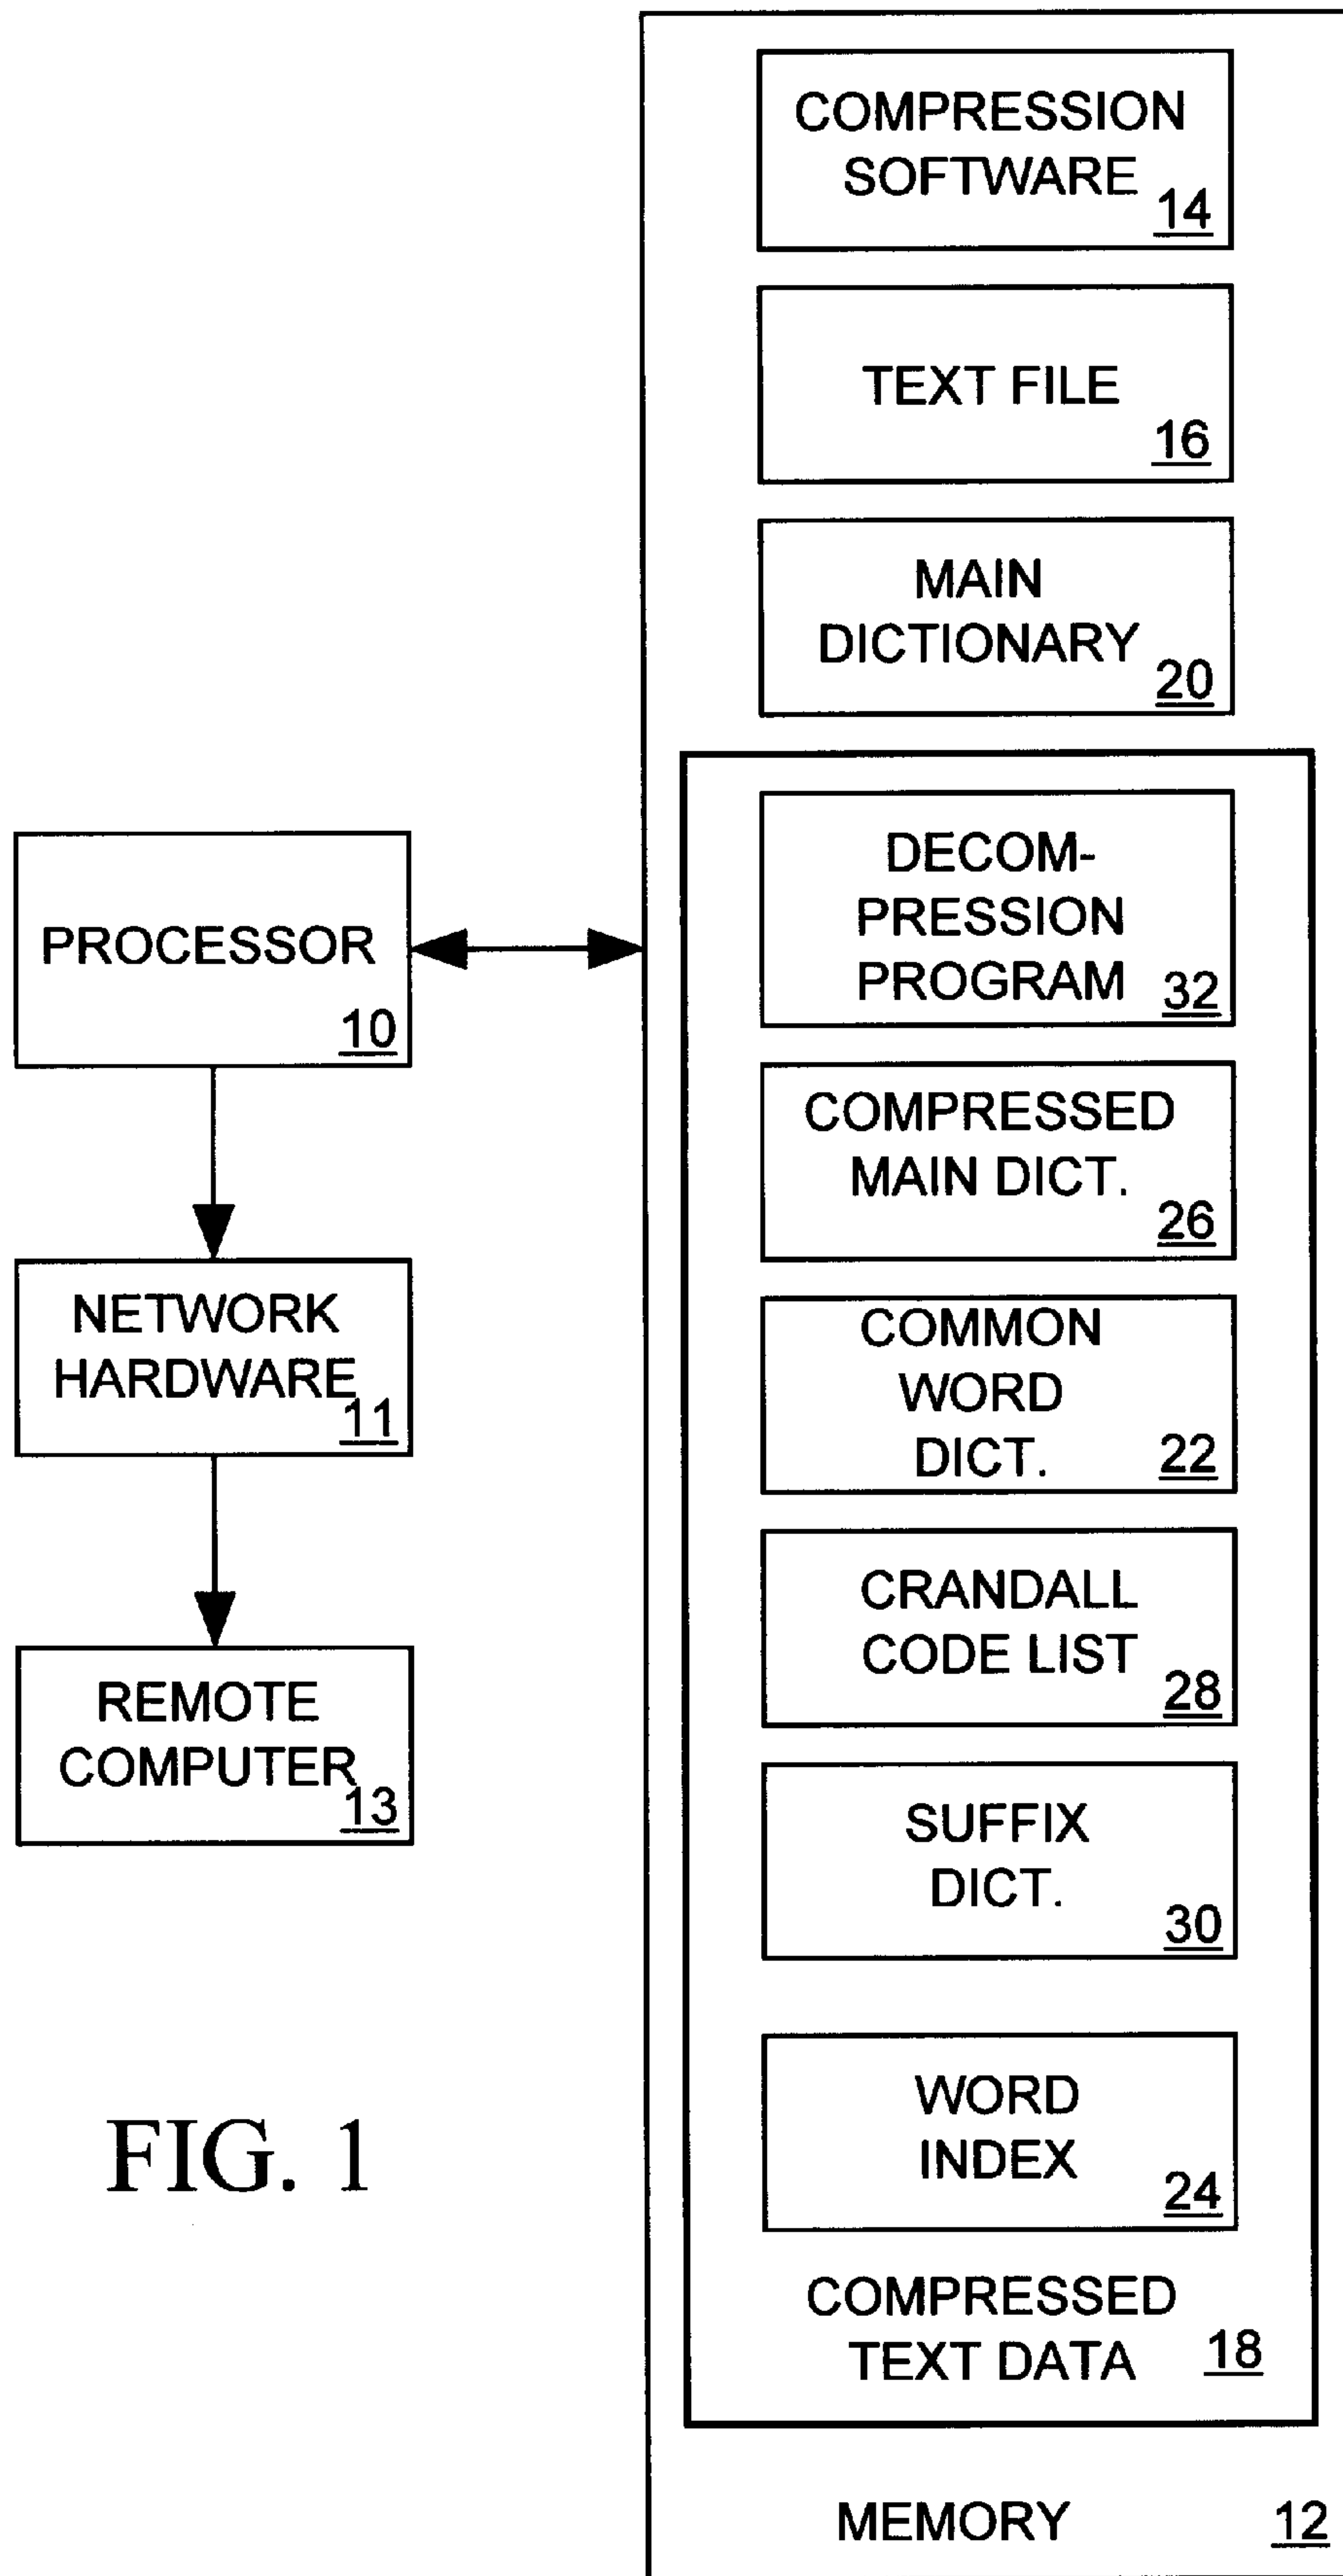 COMPRESSION
SOFTWARE
14
TEXT FILE
16
MAIN
DICTIONARY
20
DECOM-
PRESSION
PROGRAM
32
COMPRESSED
MAIN DICT.
26
COMMON
WORD
DICT.
22
CRANDALL
CODE LIST
28
SUFFIX
DICT.
30
WORD
INDEX
24
COMPRESSED
TEXT DATA
18
MEMORY
12
PROCESSOR
10
NETWORK
HARDWARE
11
REMOTE
COMPUTER
13
FIG. 1